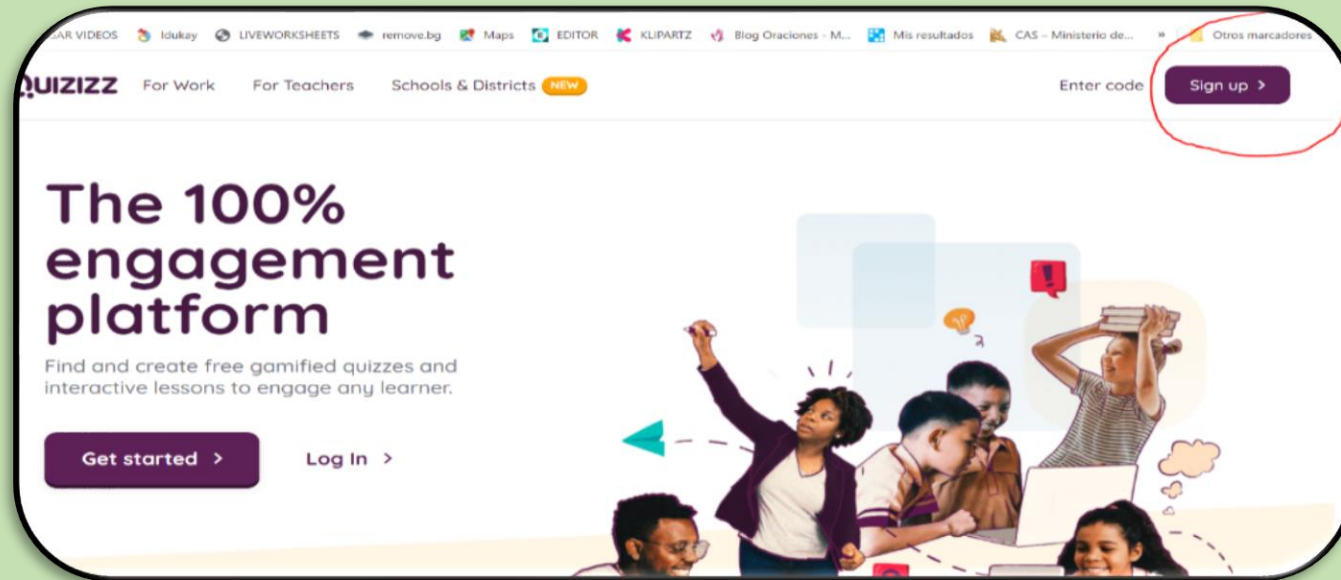 AR VIDEOS Idukay LIVEWORKSHEETS remove.bg Maps EDITOR KLIPARTZ Blog Oraciones - M... Mis resultados CAS – Ministerio de... » Otros marcadores
QUIZIZZ For Work For Teachers Schools & Districts NEW Enter code Sign up >
The 100%
engagement
platform
Find and create free gamified quizzes and
interactive lessons to engage any learner.
Get started > Log In >